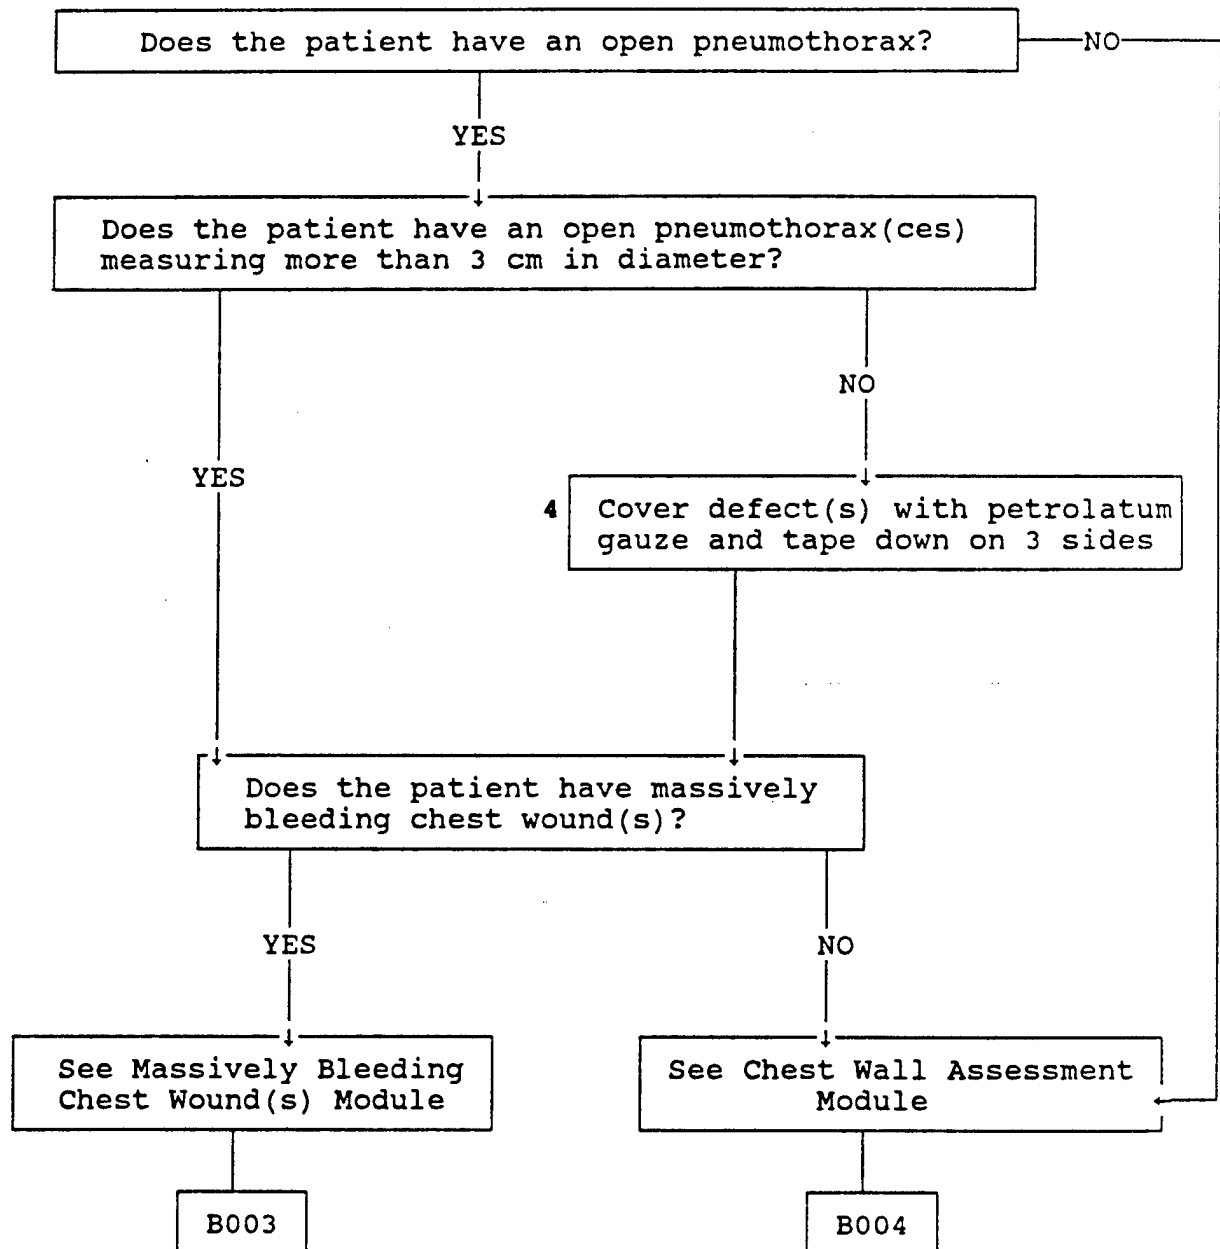 Does the patient have an open pneumothorax?
NO
YES
Does the patient have an open pneumothorax(ces)
measuring more than 3 cm in diameter?
NO
YES
4
Cover defect(s) with petrolatum
gauze and tape down on 3 sides
Does the patient have massively
bleeding chest wound(s)?
YES
NO
See Massively Bleeding
Chest Wound(s) Module
See Chest Wall Assessment
Module
B003
B004